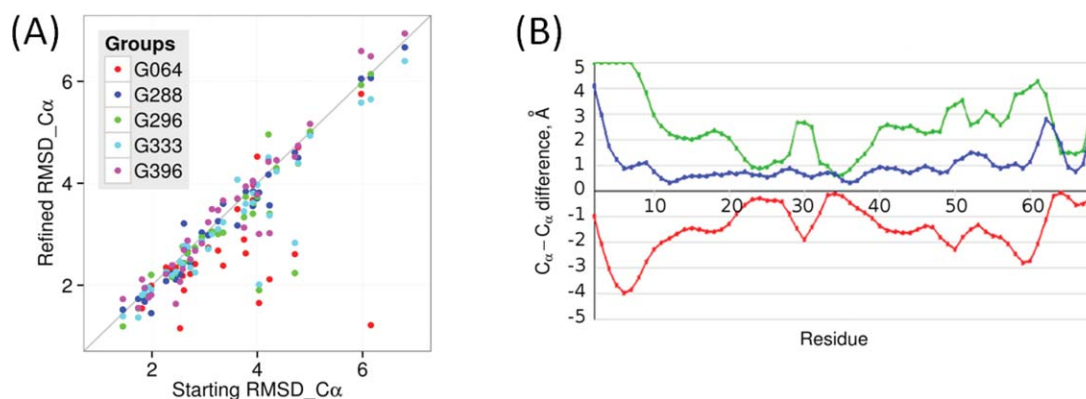 (A)
Groups
G064
G288
G296
G333
G396
Refined RMSD_Cα
6
4
2
2 4 6
Starting RMSD_Cα
(B)
Cα – Cα difference, Å
5
4
3
2
1
0
10 20 30 40 50 60
-1
-2
-3
-4
-5
Residue